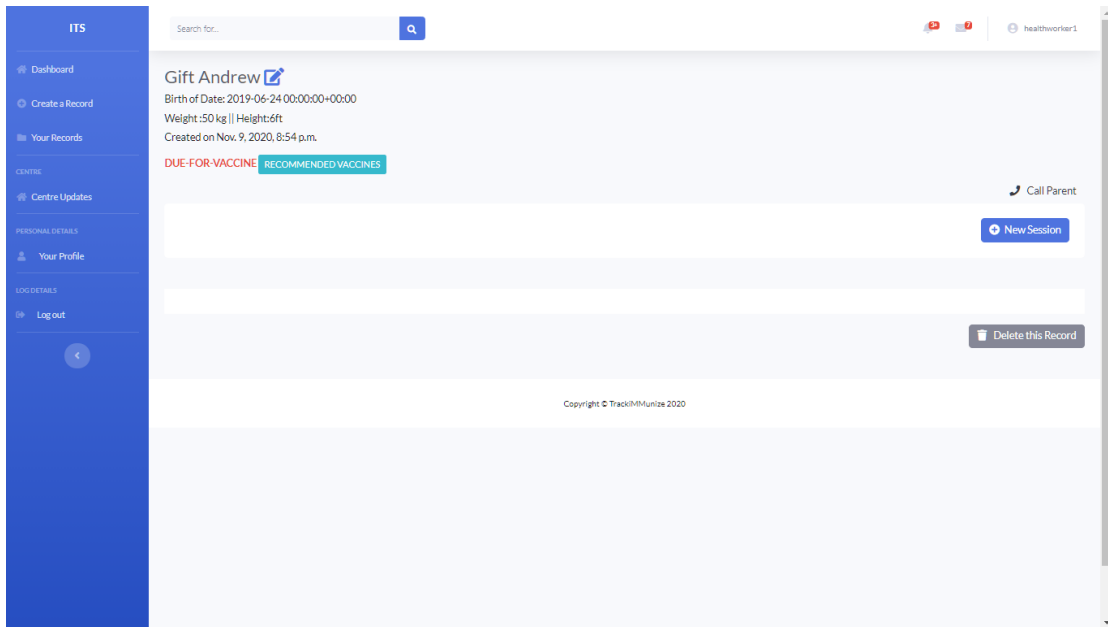 ITS
Dashboard
Create a Record
Your Records
CENTRE
Centre Updates
PERSONAL DETAILS
Your Profile
LOG DETAILS
Log out
Search for...
3+
7
healthworker1
Gift Andrew
Birth of Date: 2019-06-24 00:00:00+00:00
Weight :50 kg || Height:6ft
Created on Nov. 9, 2020, 8:54 p.m.
DUE-FOR-VACCINE RECOMMENDED VACCINES
Call Parent
New Session
Delete this Record
Copyright © TrackiMMunize 2020